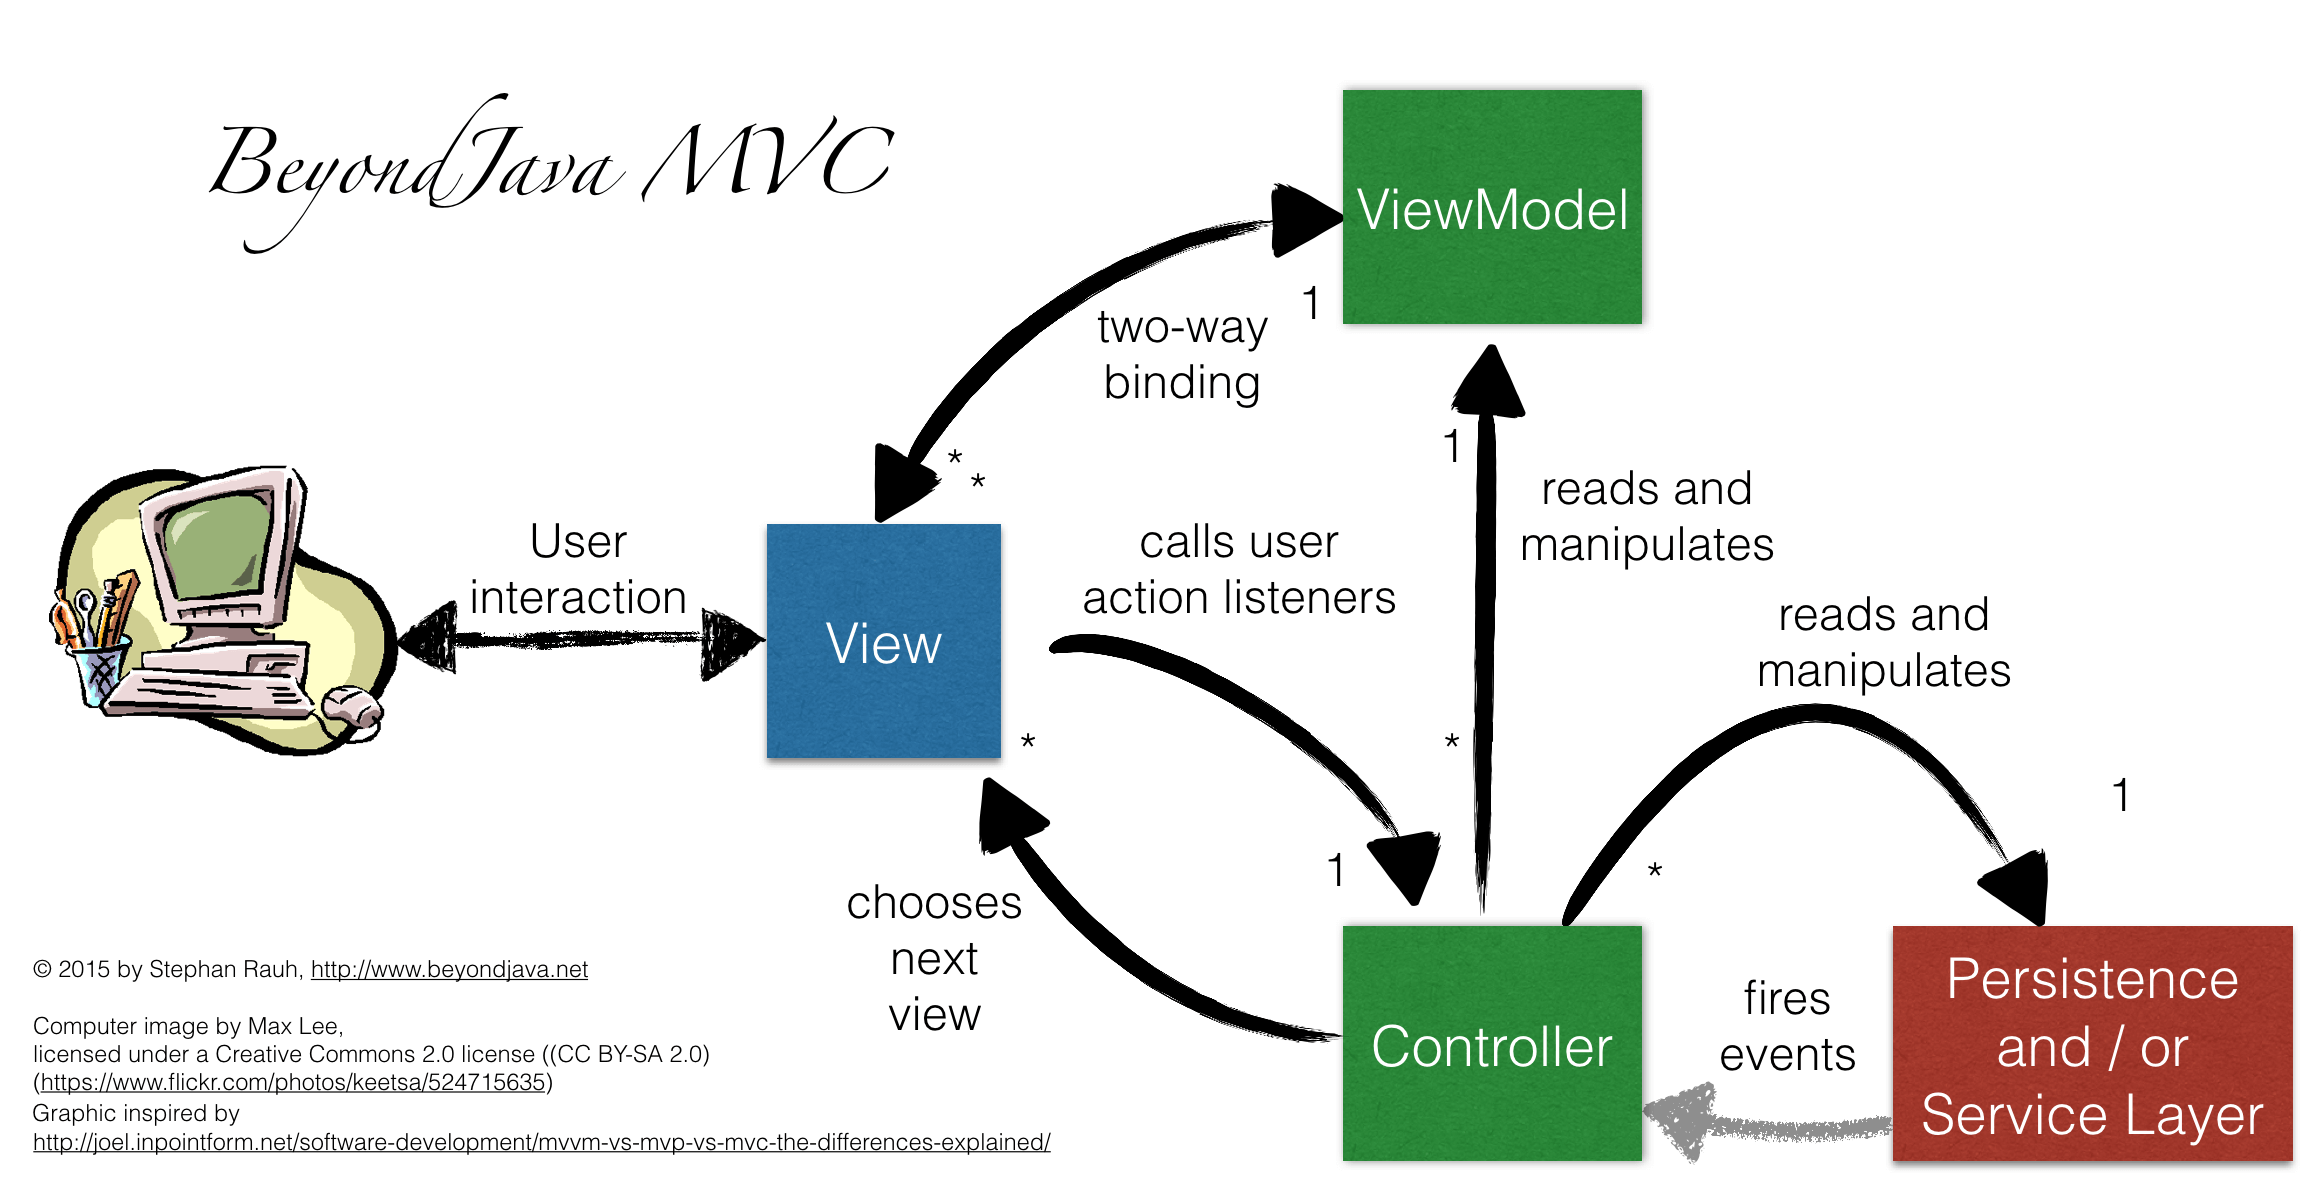 BeyondJava MVC
ViewModel
1
two-way
binding
*
*
1
reads and
manipulates
User
interaction
View
calls user
action listeners
reads and
manipulates
*
*
1
1
*
chooses
next
view
Controller
fires
events
Persistence
and / or
Service Layer
© 2015 by Stephan Rauh, http://www.beyondjava.net
Computer image by Max Lee,
licensed under a Creative Commons 2.0 license ((CC BY-SA 2.0)
(https://www.flickr.com/photos/keetsa/524715635)
Graphic inspired by
http://joel.inpointform.net/software-development/mvvm-vs-mvp-vs-mvc-the-differences-explained/